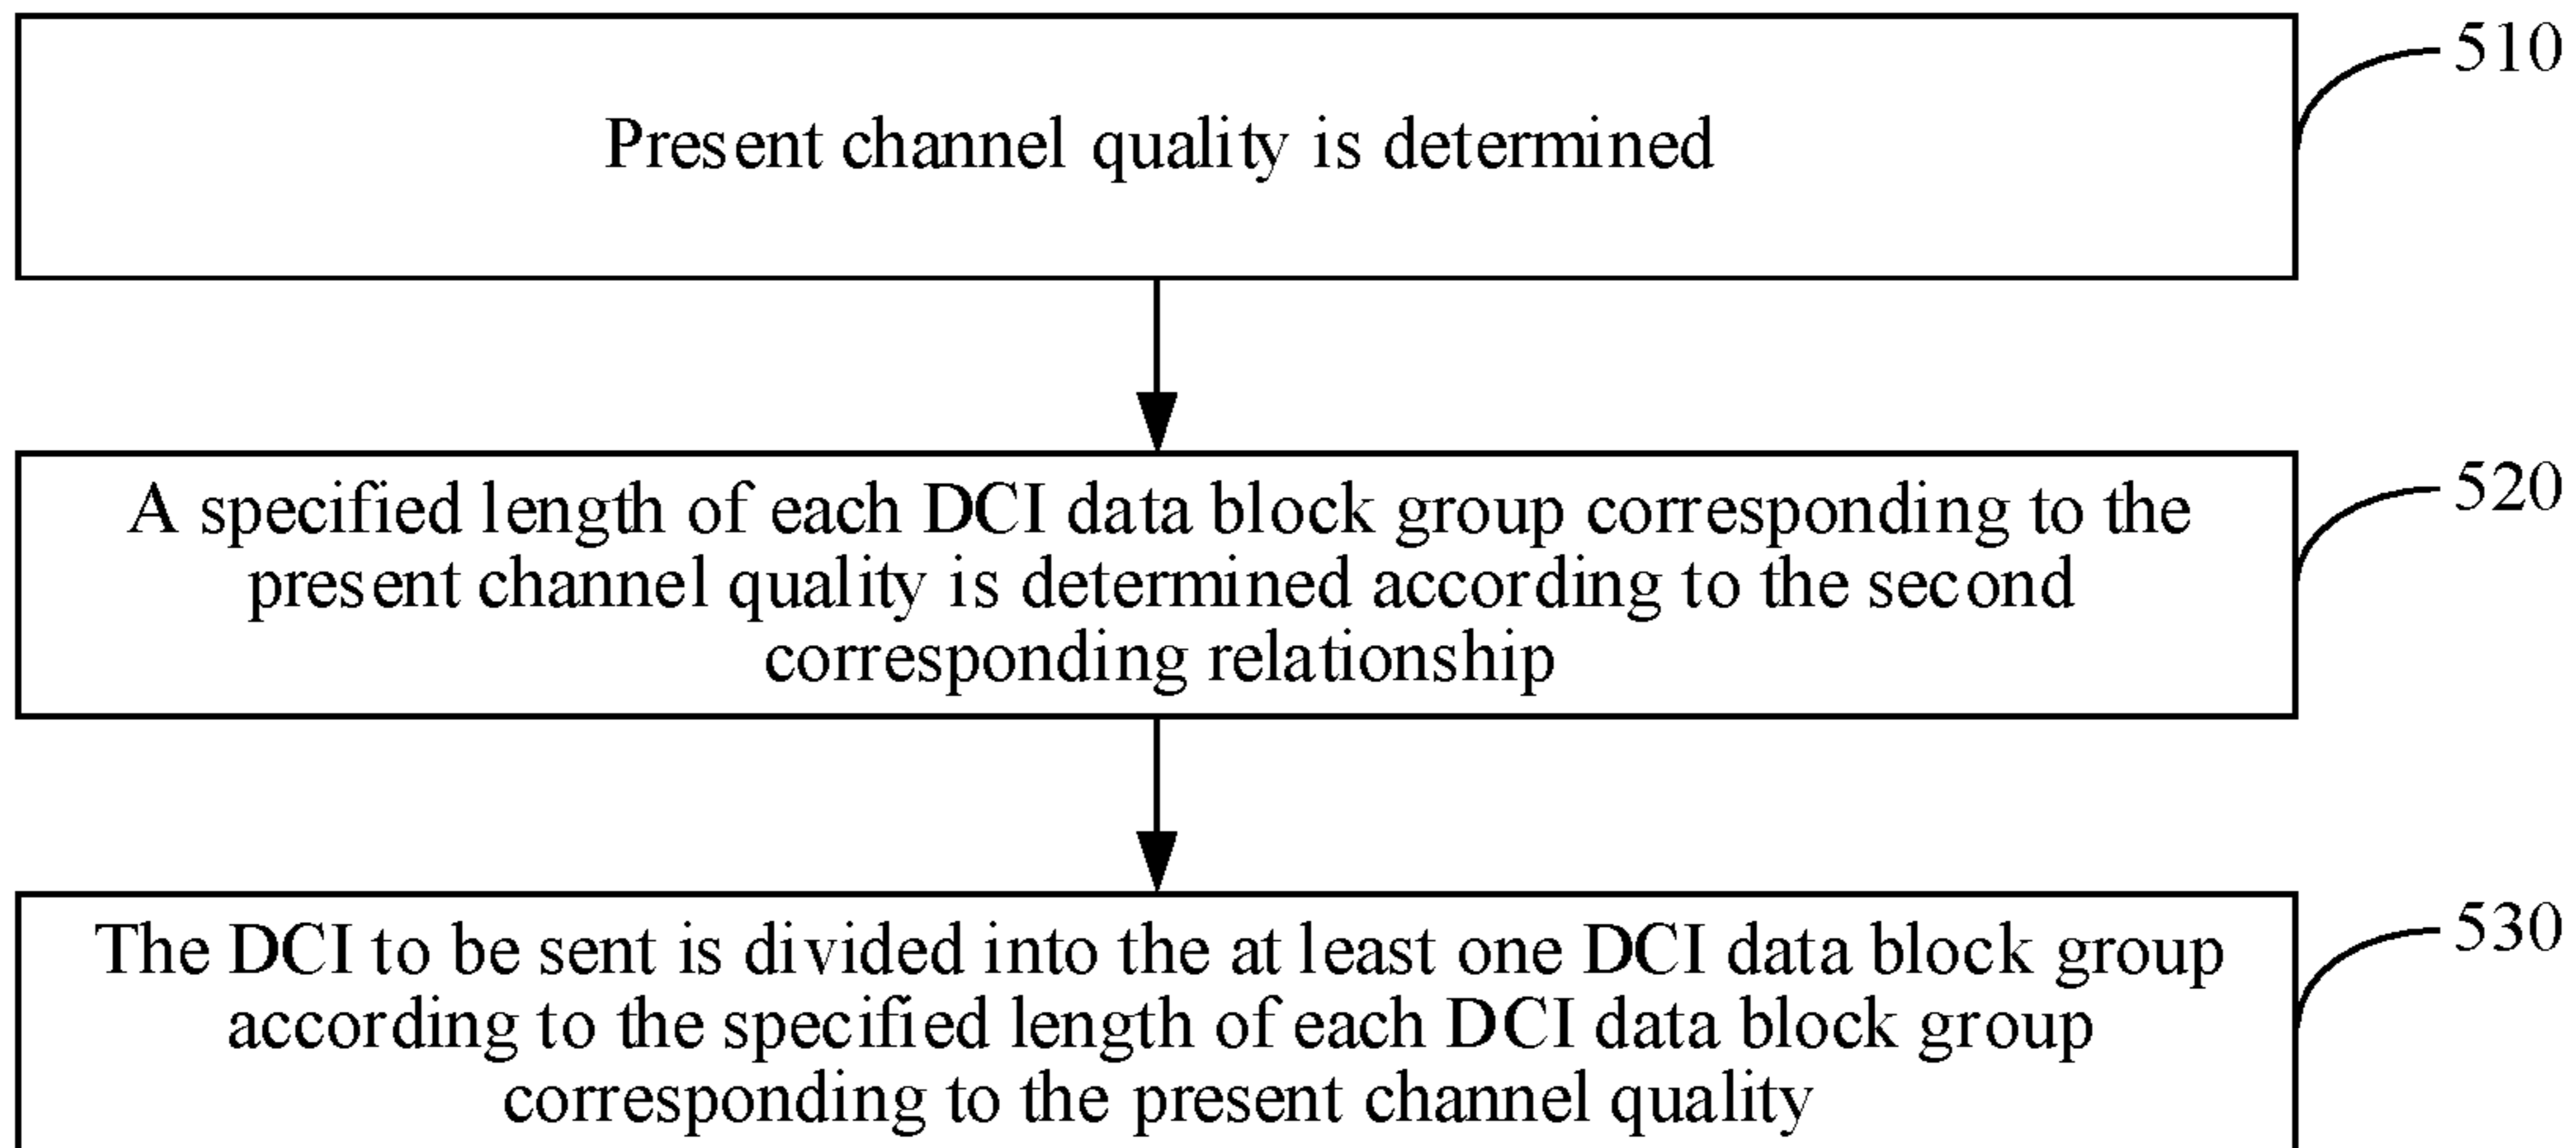 Present channel quality is determined
510
A specified length of each DCI data block group corresponding to the
present channel quality is determined according to the second
corresponding relationship
520
The DCI to be sent is divided into the at least one DCI data block group
according to the specified length of each DCI data block group
corresponding to the present channel quality
530